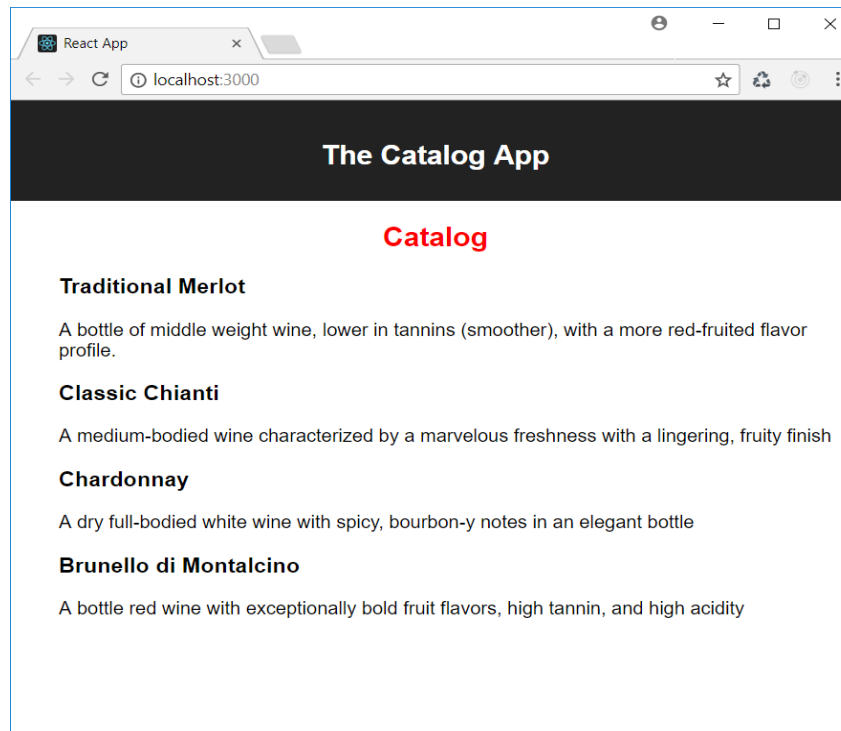 React App
localhost:3000
The Catalog App
Catalog
Traditional Merlot
A bottle of middle weight wine, lower in tannins (smoother), with a more red-fruited flavor
profile.
Classic Chianti
A medium-bodied wine characterized by a marvelous freshness with a lingering, fruity finish
Chardonnay
A dry full-bodied white wine with spicy, bourbon-y notes in an elegant bottle
Brunello di Montalcino
A bottle red wine with exceptionally bold fruit flavors, high tannin, and high acidity